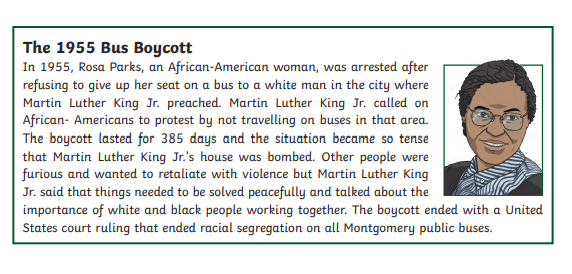 The 1955 Bus Boycott
In 1955, Rosa Parks, an African-American woman, was arrested after
refusing to give up her seat on a bus to a white man in the city where
Martin Luther King Jr. preached. Martin Luther King Jr. called on
African- Americans to protest by not travelling on buses in that area.
The boycott lasted for 385 days and the situation became so tense
that Martin Luther King Jr.'s house was bombed. Other people were
furious and wanted to retaliate with violence but Martin Luther King
Jr. said that things needed to be solved peacefully and talked about the
importance of white and black people working together. The boycott ended with a United
States court ruling that ended racial segregation on all Montgomery public buses.